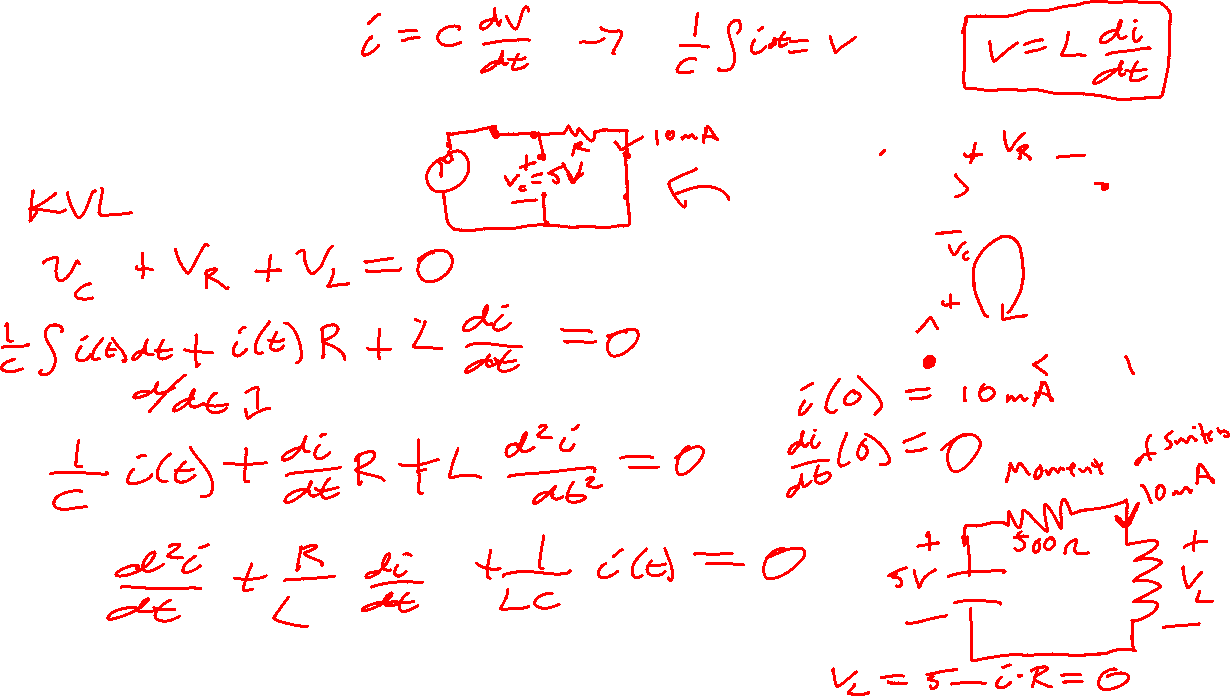 i = C dv/dt → 1/C ∫ i dt = v
V = L di/dt
R
10mA
+
Vc = 5V
−
+ VR −
KVL
− Vc +
vC + VR + VL = 0
1/C ∫ i(t) dt + i(t) R + L di/dt = 0
d/dt
i(0) = 10mA
di/dt (0) = 0
1/C i(t) + di/dt R + L d²i/dt² = 0
Moment of Switch
10mA
500Ω
+ 5V −
+ VL −
d²i/dt + R/L di/dt + 1/LC i(t) = 0
VL = 5 − i·R = 0